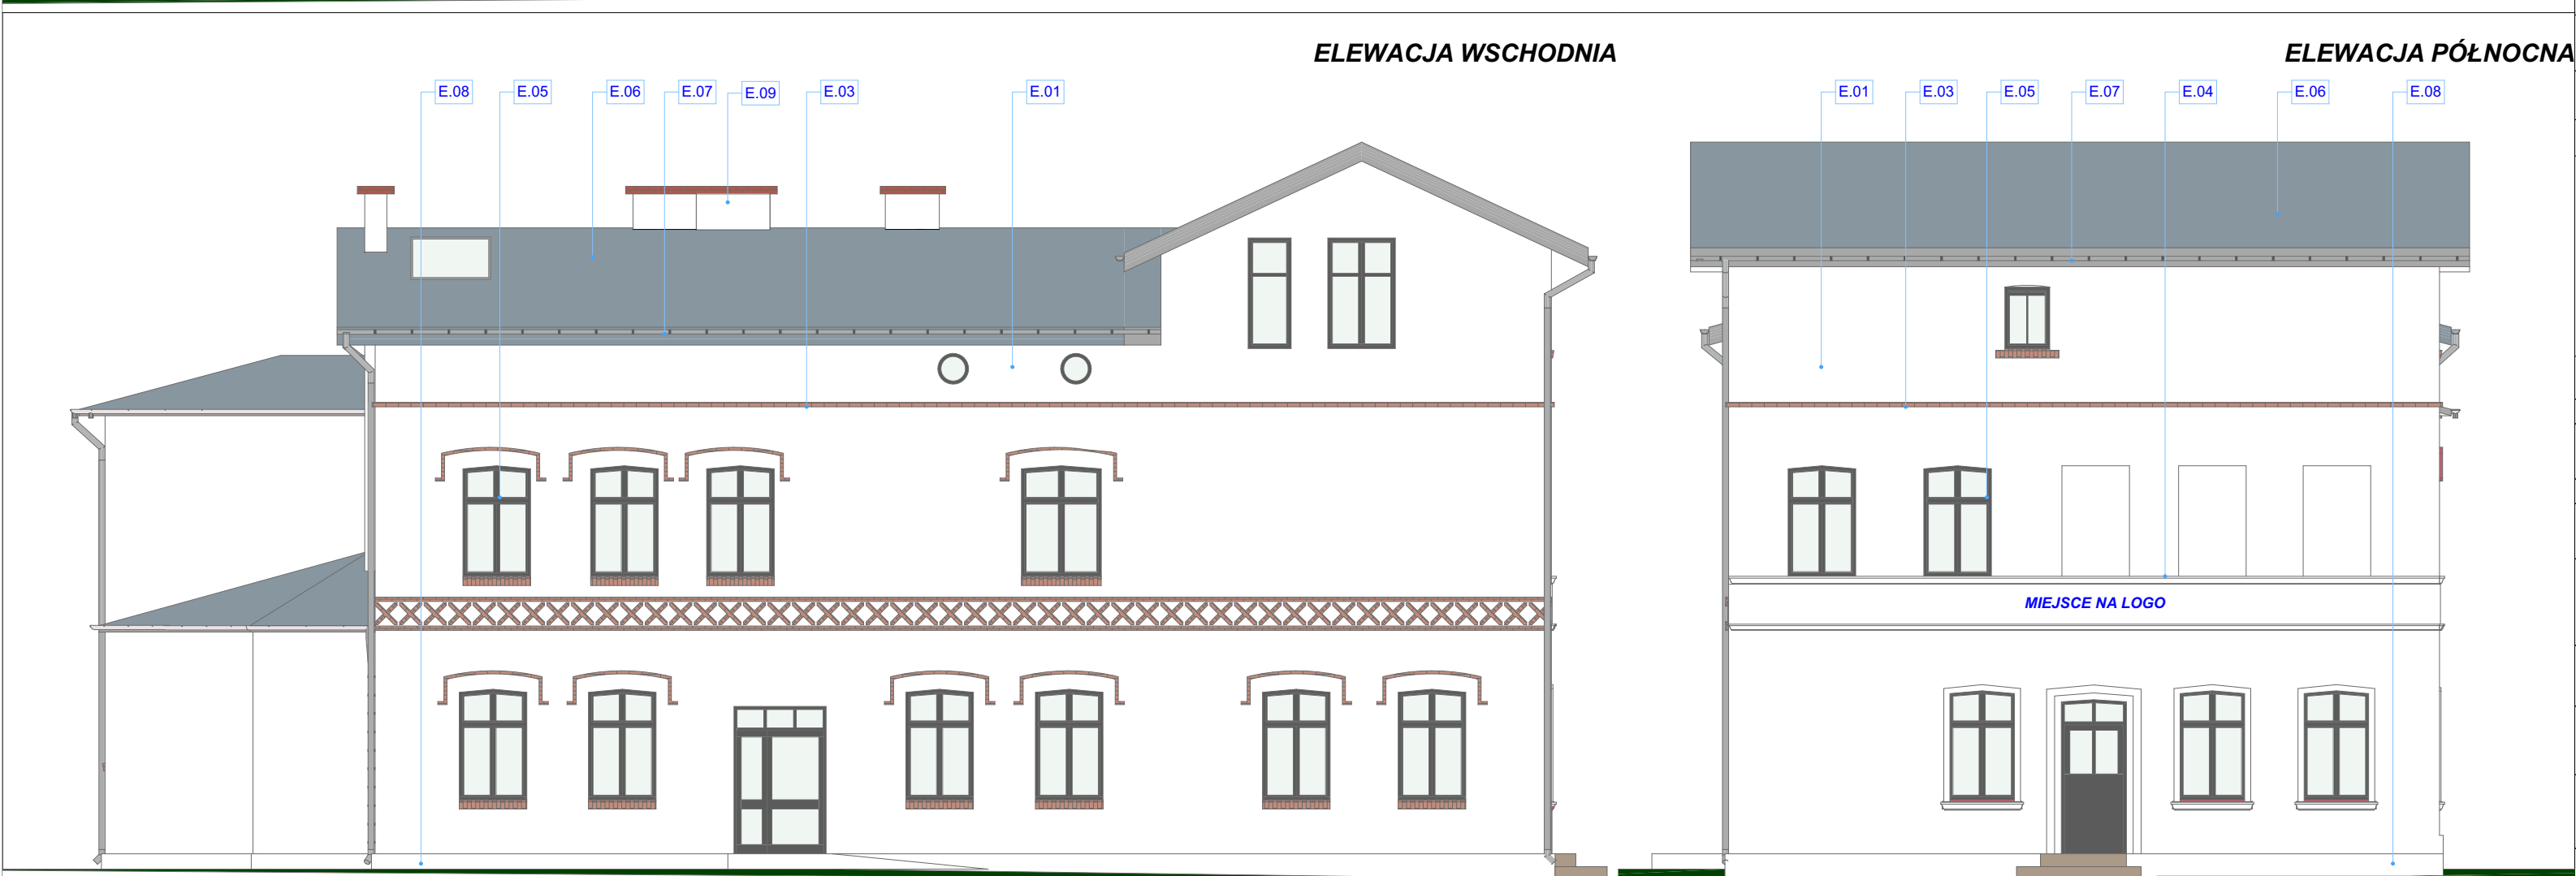 ELEWACJA WSCHODNIA
ELEWACJA PÓŁNOCNA
E.08
E.05
E.06
E.07
E.09
E.03
E.01
E.01
E.03
E.05
E.07
E.04
E.06
E.08
MIEJSCE NA LOGO